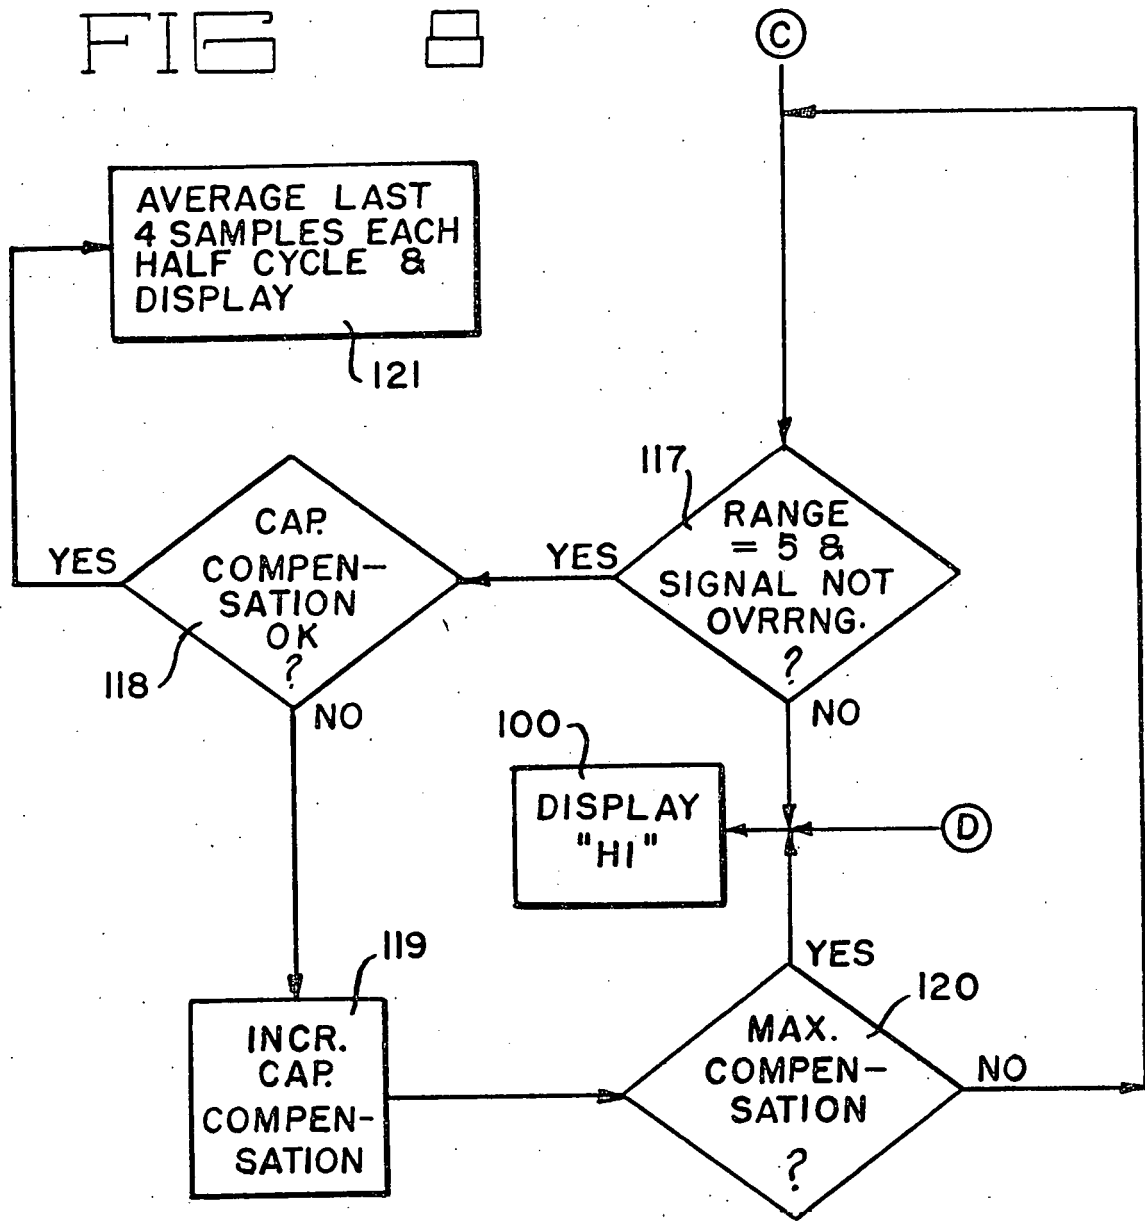 FIG 8
C
AVERAGE LAST
4 SAMPLES EACH
HALF CYCLE &
DISPLAY
121
117
RANGE
= 5 &
SIGNAL NOT
OVRRNG.
?
YES
NO
CAP.
COMPEN-
SATION
OK
?
YES
118
NO
100
DISPLAY
"HI"
D
119
INCR.
CAP.
COMPEN-
SATION
YES
120
MAX.
COMPEN-
SATION
?
NO